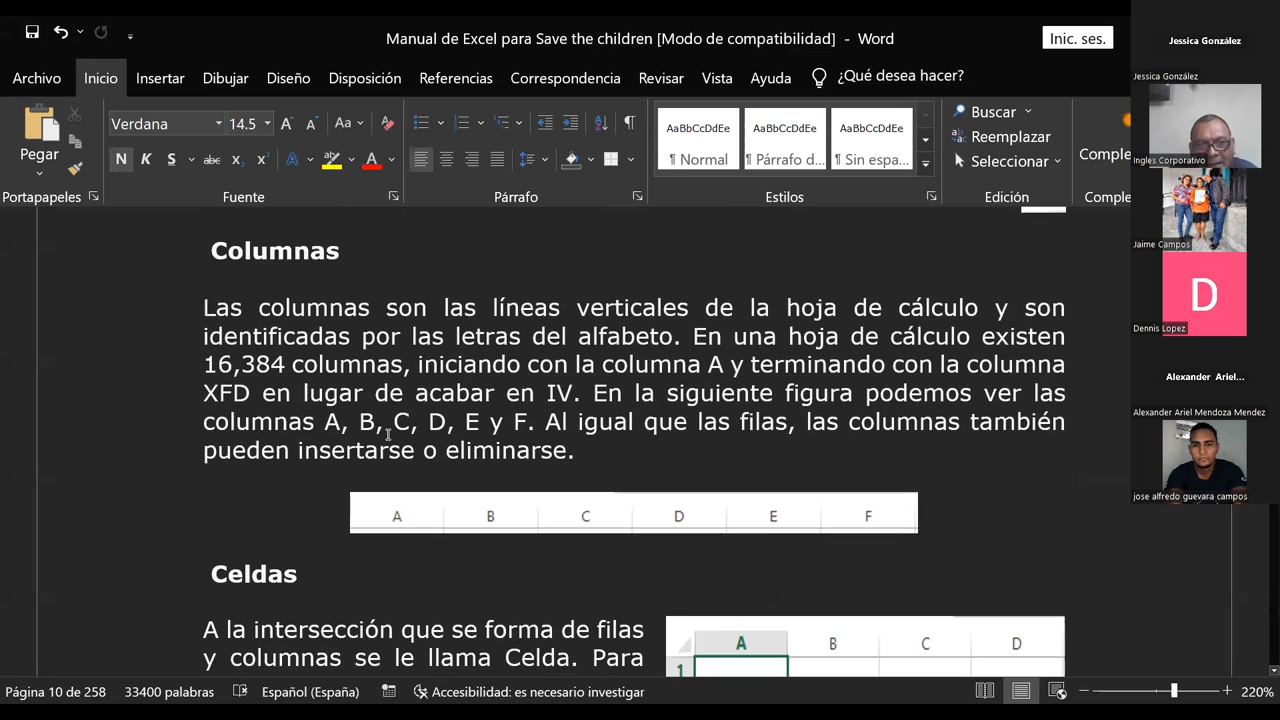 Manual de Excel para Save the children [Modo de compatibilidad] - Word
Inic. ses.
Archivo Inicio Insertar Dibujar Diseño Disposición Referencias Correspondencia Revisar Vista Ayuda ¿Qué desea hacer?
Pegar
Portapapeles
Verdana 14.5 Aa
N K S abc x₂ x² A A
Fuente
Párrafo
AaBbCcDdEe AaBbCcDdEe AaBbCcDdEe
¶ Normal ¶ Párrafo d... ¶ Sin espa...
Estilos
Buscar
Reemplazar
Seleccionar
Edición
Comple
Comple
Columnas
Las columnas son las líneas verticales de la hoja de cálculo y son
identificadas por las letras del alfabeto. En una hoja de cálculo existen
16,384 columnas, iniciando con la columna A y terminando con la columna
XFD en lugar de acabar en IV. En la siguiente figura podemos ver las
columnas A, B, C, D, E y F. Al igual que las filas, las columnas también
pueden insertarse o eliminarse.
A B C D E F
Celdas
A la intersección que se forma de filas
y columnas se le llama Celda. Para
A B C D
1
Página 10 de 258 33400 palabras Español (España) Accesibilidad: es necesario investigar 220%
Jessica González
Jessica González
Ingles Corporativo
Jaime Campos
D
Dennis Lopez
Alexander Ariel...
Alexander Ariel Mendoza Mendez
jose alfredo guevara campos